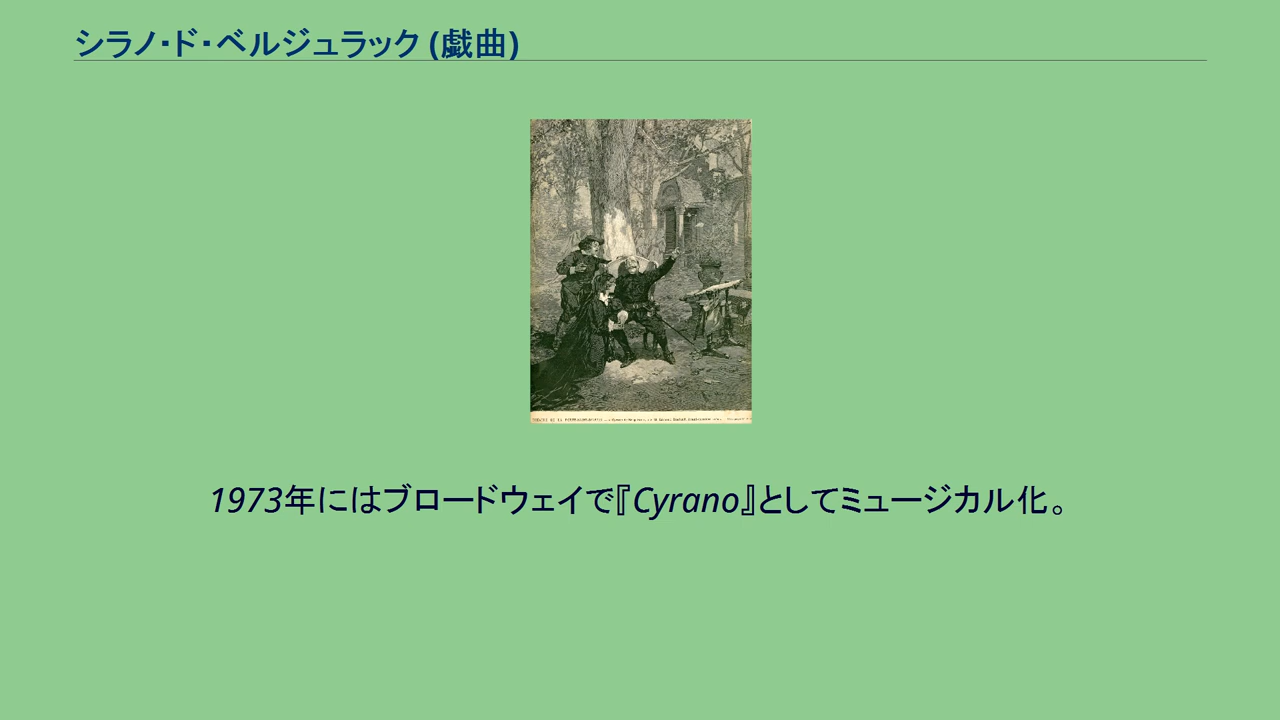 シラノ・ド・ベルジュラック (戯曲)
1973年にはブロードウェイで『Cyrano』としてミュージカル化。